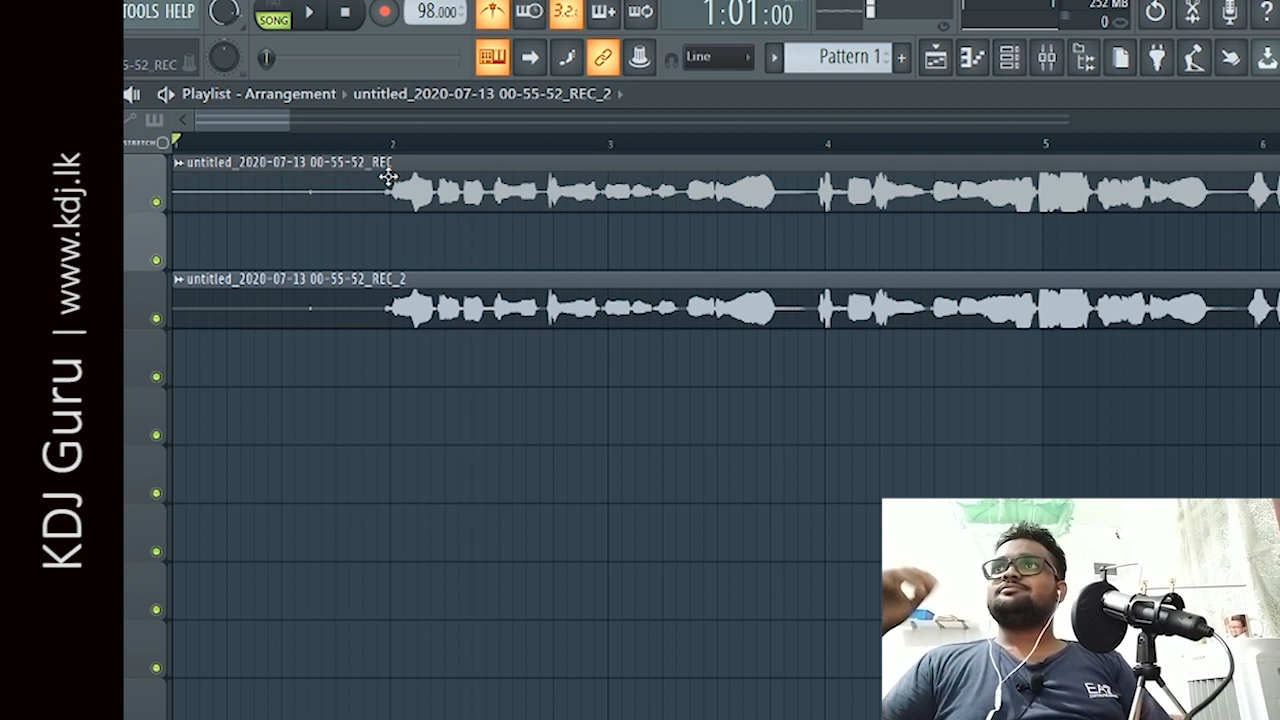 TOOLS HELP
SONG
98.000
3.2
1:01:00
252 MB
0
?
5-52_REC
Line
Pattern 1
+
Playlist - Arrangement
untitled_2020-07-13 00-55-52_REC_2
STRETCH
2
3
4
5
6
untitled_2020-07-13 00-55-52_REC
untitled_2020-07-13 00-55-52_REC_2
KDJ Guru | www.kdj.lk